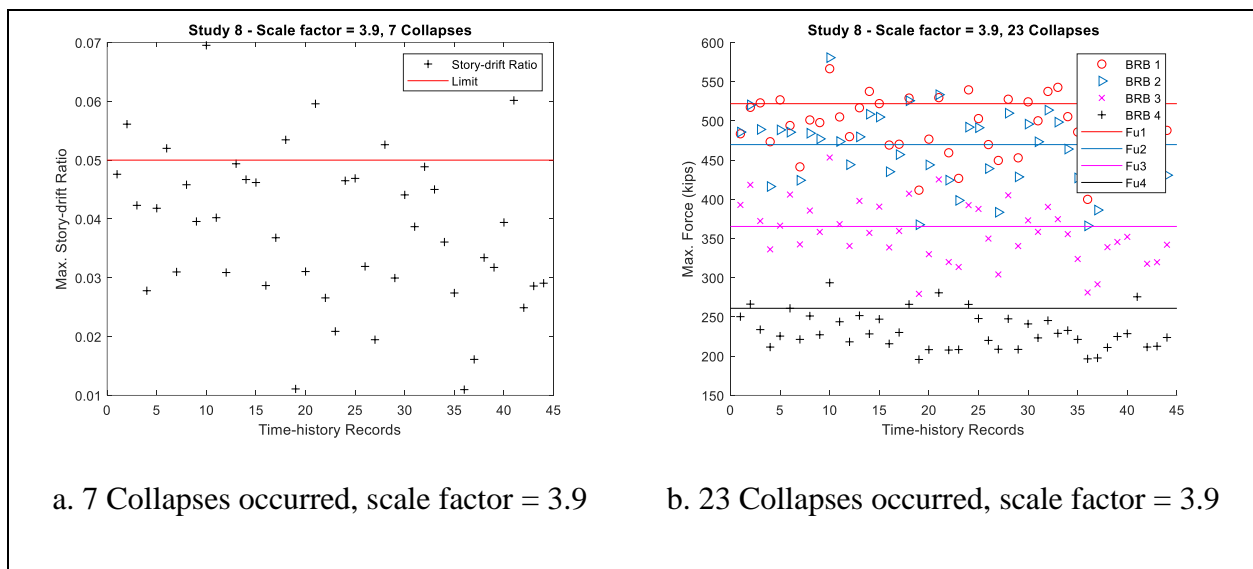 Study 8 - Scale factor = 3.9, 7 Collapses
0.07
0.06
0.05
0.04
0.03
0.02
0.01
Max. Story-drift Ratio
Story-drift Ratio
Limit
0 5 10 15 20 25 30 35 40 45
Time-history Records
a. 7 Collapses occurred, scale factor = 3.9
Study 8 - Scale factor = 3.9, 23 Collapses
600
550
500
450
400
350
300
250
200
150
Max. Force (kips)
BRB 1
BRB 2
BRB 3
BRB 4
Fu1
Fu2
Fu3
Fu4
0 5 10 15 20 25 30 35 40 45
Time-history Records
b. 23 Collapses occurred, scale factor = 3.9